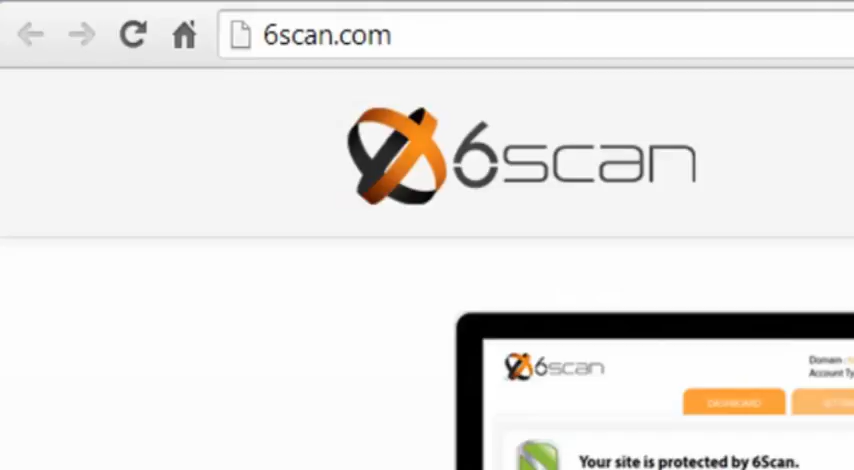 6scan.com
6scan
6scan
Domain
Account Ty
DASHBOARD
Your site is protected by 6Scan.